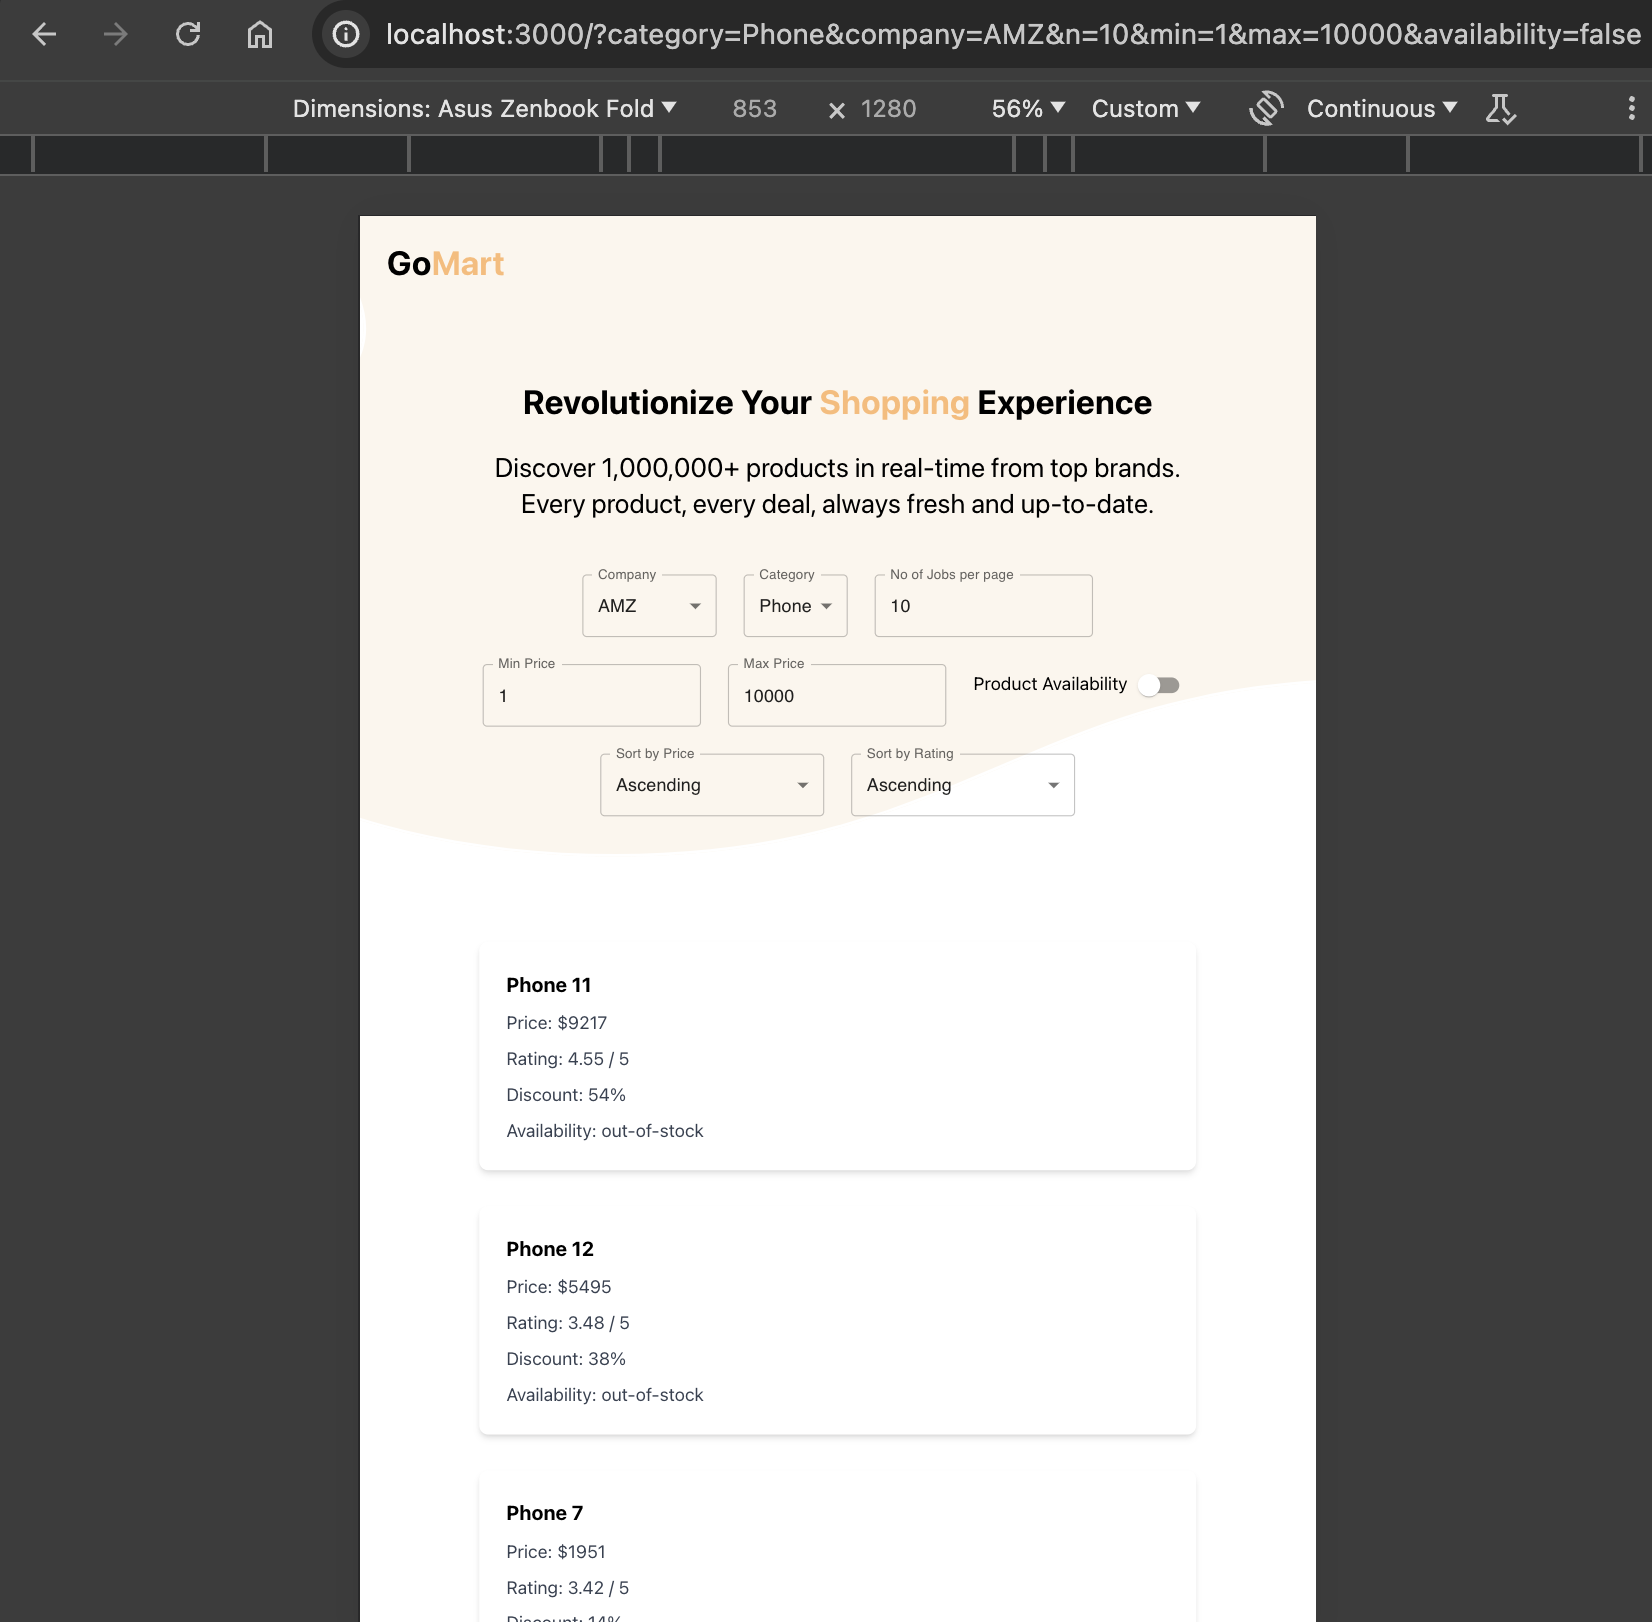 localhost:3000/?category=Phone&company=AMZ&n=10&min=1&max=10000&availability=false
Dimensions: Asus Zenbook Fold 853 × 1280 56% Custom Continuous
GoMart
Revolutionize Your Shopping Experience
Discover 1,000,000+ products in real-time from top brands.
Every product, every deal, always fresh and up-to-date.
Company Category No of Jobs per page
AMZ Phone 10
Min Price Max Price
1 10000 Product Availability
Sort by Price Sort by Rating
Ascending Ascending
Phone 11
Price: $9217
Rating: 4.55 / 5
Discount: 54%
Availability: out-of-stock
Phone 12
Price: $5495
Rating: 3.48 / 5
Discount: 38%
Availability: out-of-stock
Phone 7
Price: $1951
Rating: 3.42 / 5
Discount: 14%